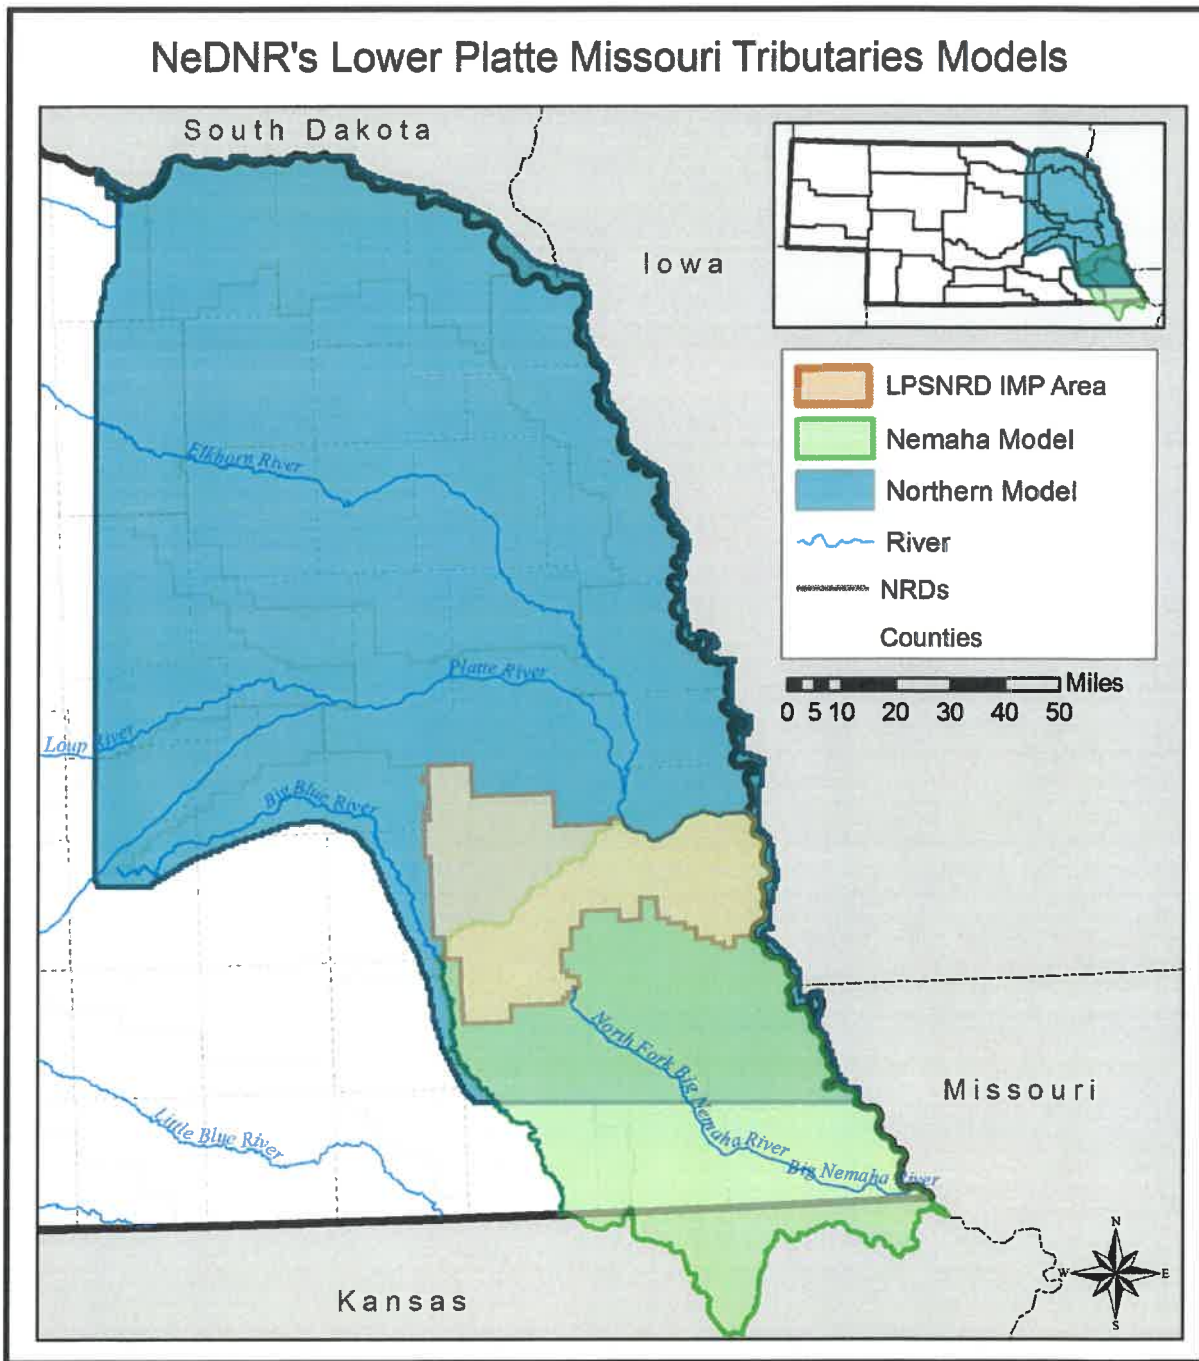 NeDNR's Lower Platte Missouri Tributaries Models
South Dakota
Iowa
LPSNRD IMP Area
Nemaha Model
Northern Model
River
NRDs
Counties
Miles
0 5 10 20 30 40 50
Elkhorn River
Platte River
Loup River
Big Blue River
North Fork Big Nemaha River
Big Nemaha River
Little Blue River
Missouri
Kansas
N
W E
S